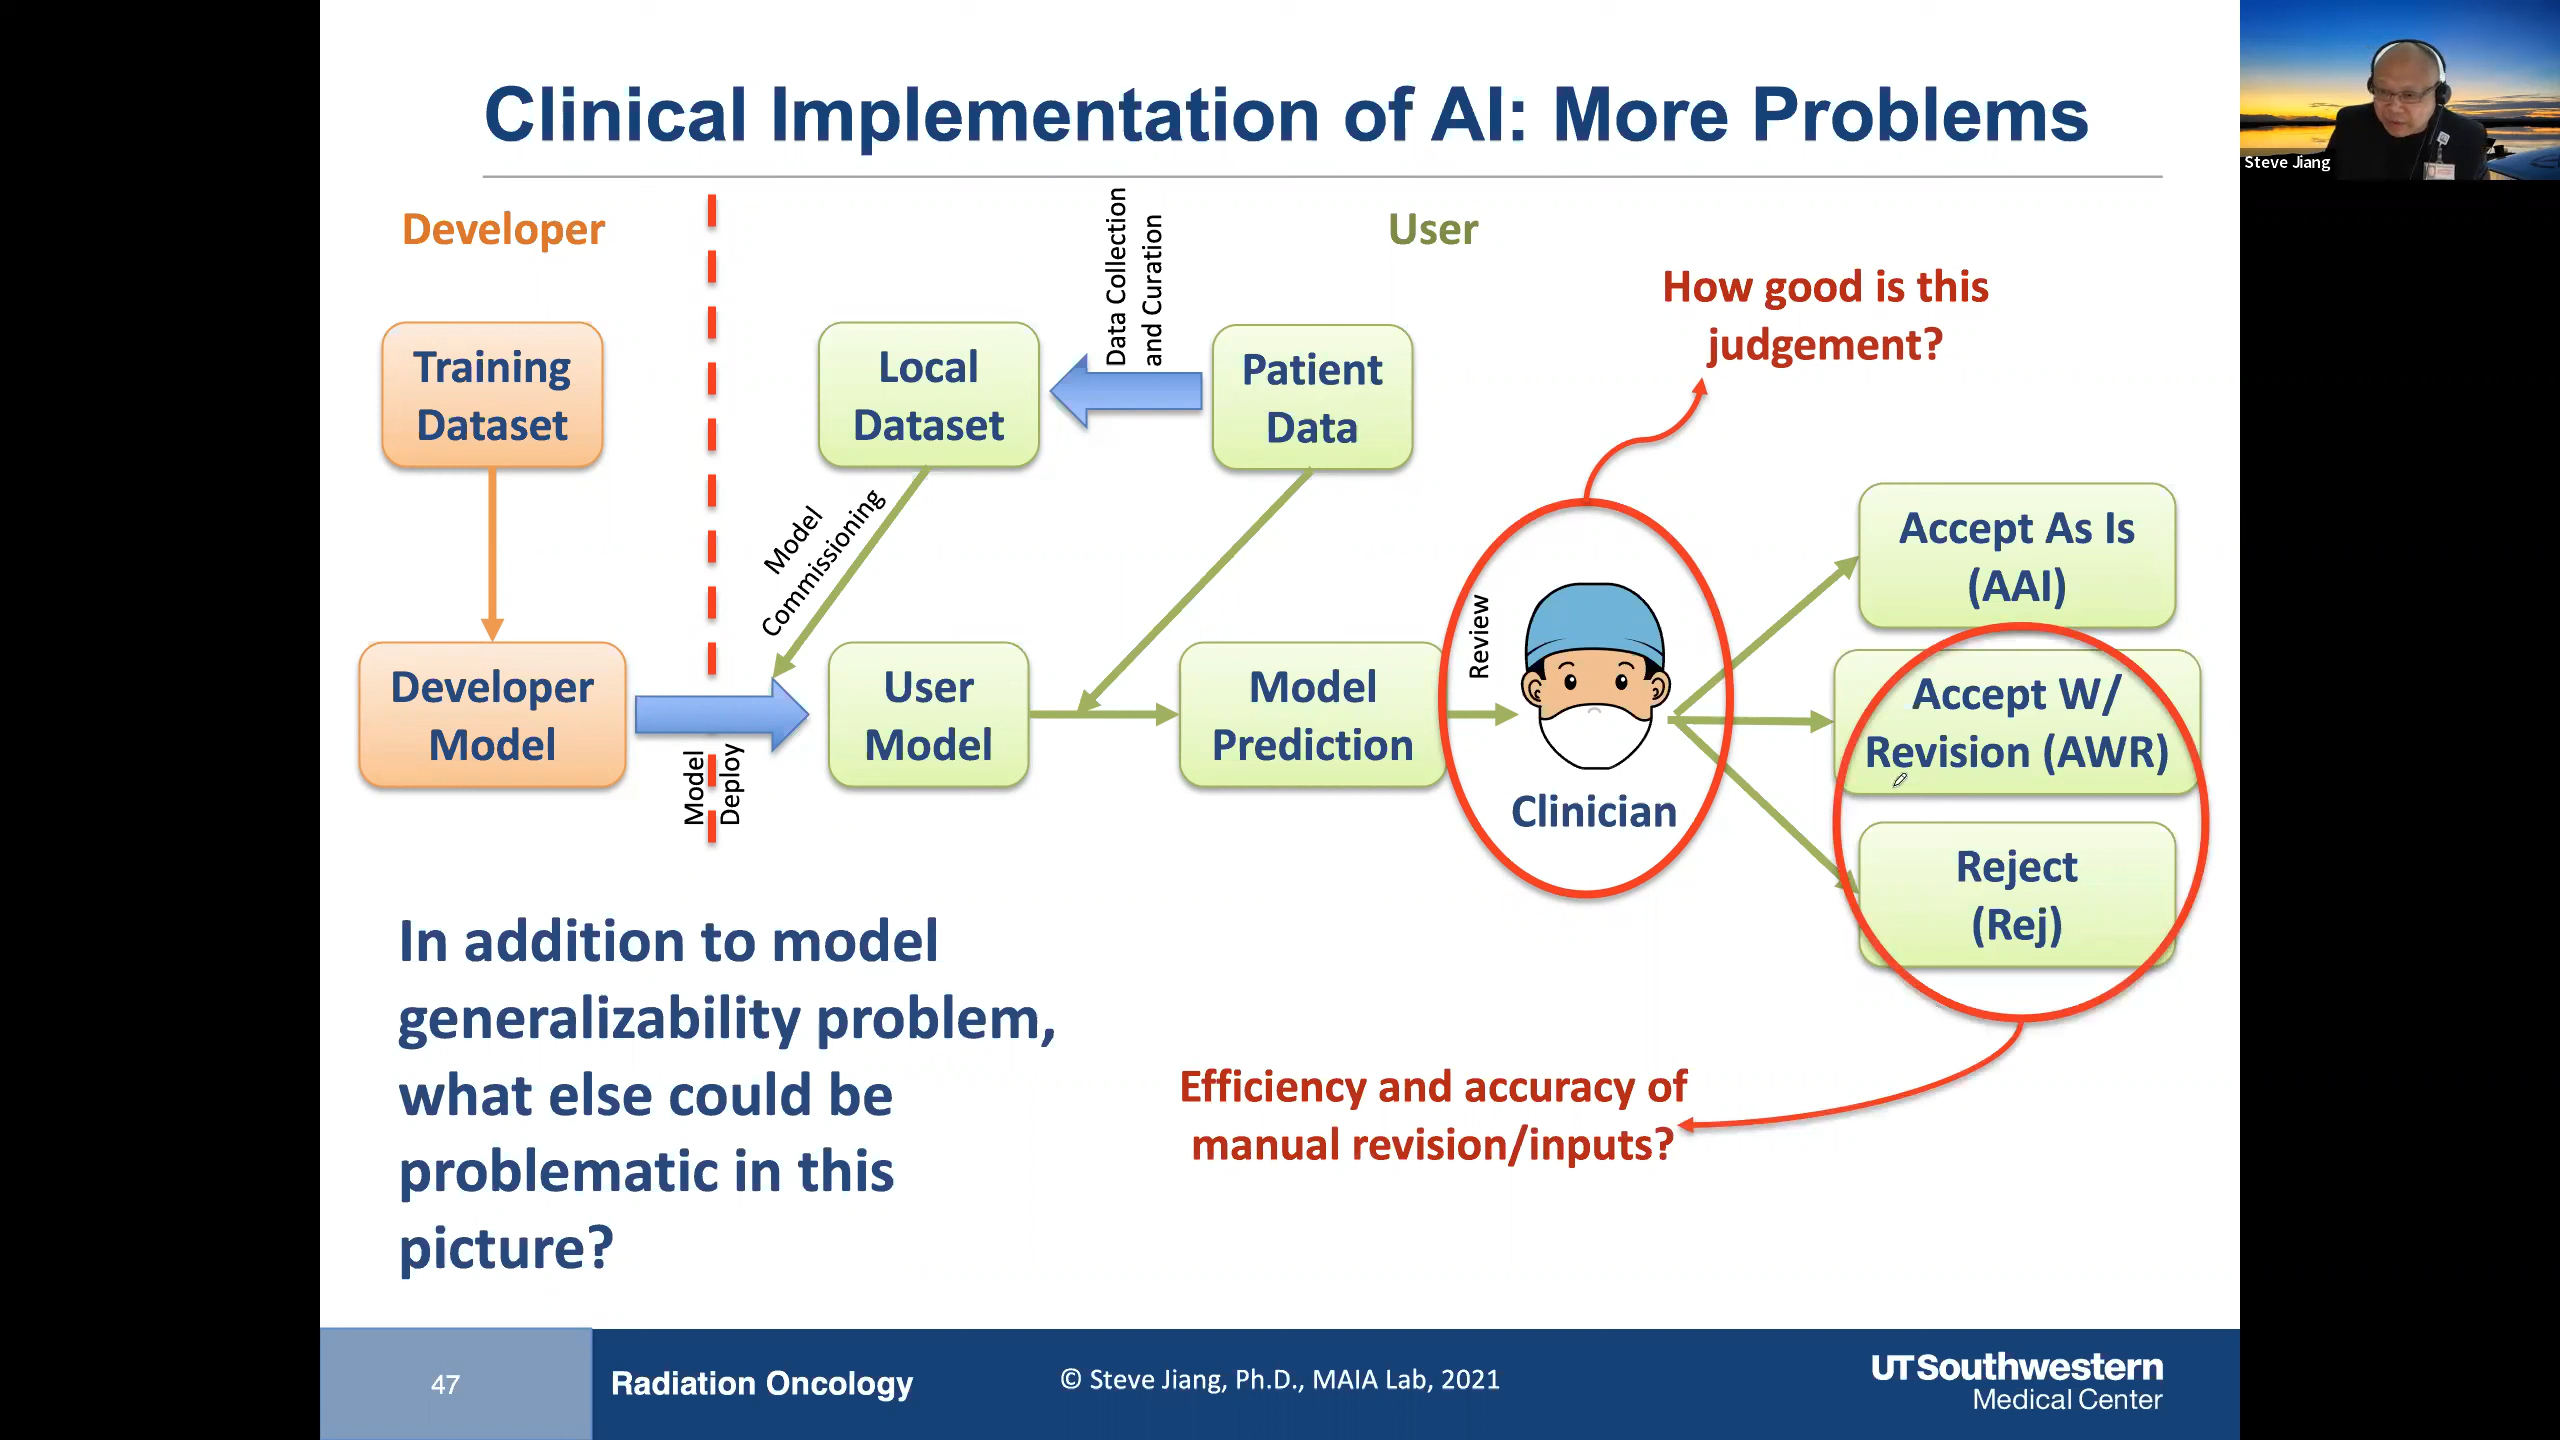 Clinical Implementation of AI: More Problems
Steve Jiang
Developer
User
Data Collection
and Curation
How good is this
judgement?
Training
Dataset
Local
Dataset
Patient
Data
Model
Commissioning
Accept As Is
(AAI)
Review
Developer
Model
User
Model
Model
Prediction
Accept W/
Revision (AWR)
Model
Deploy
Clinician
Reject
(Rej)
In addition to model
generalizability problem,
what else could be
problematic in this
picture?
Efficiency and accuracy of
manual revision/inputs?
47
Radiation Oncology
© Steve Jiang, Ph.D., MAIA Lab, 2021
UTSouthwestern
Medical Center